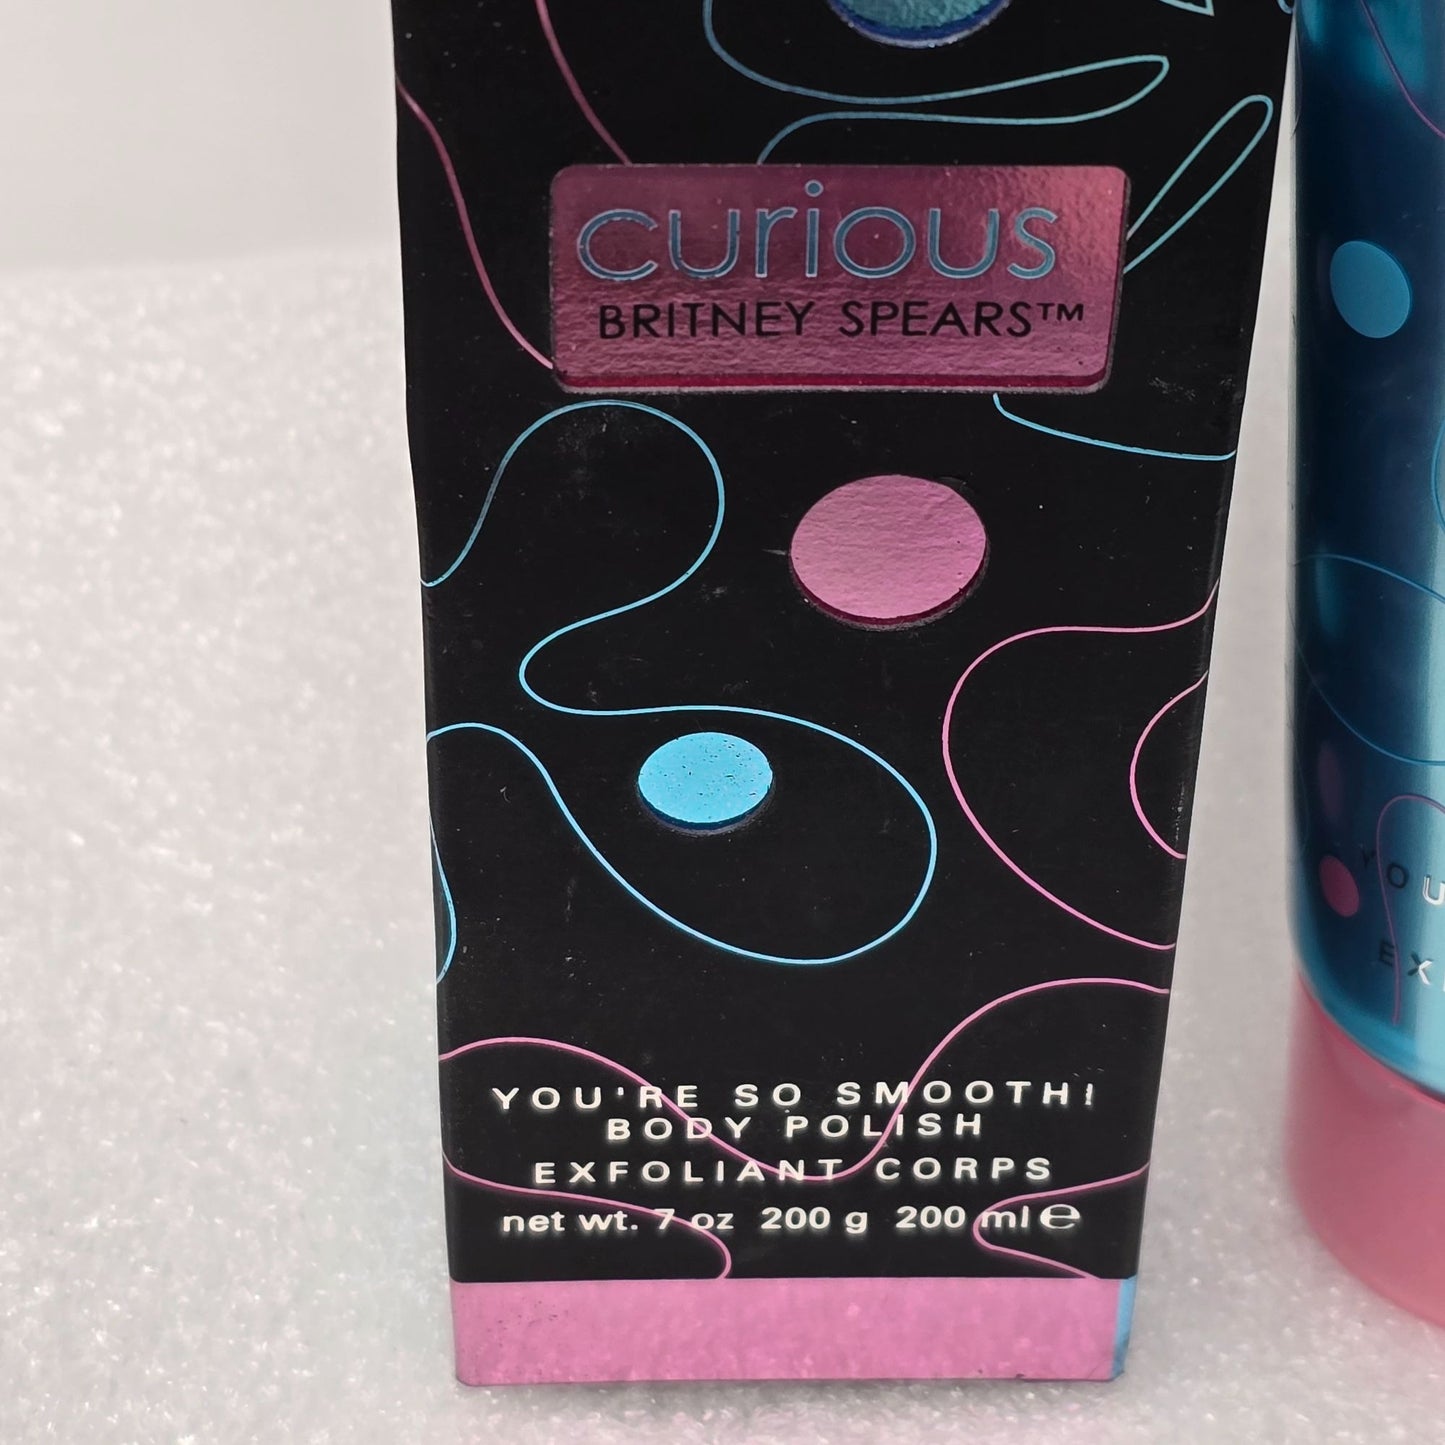 curious
BRITNEY SPEARS™
YOU'RE SO SMOOTH!
BODY POLISH
EXFOLIANT CORPS
net wt. 7 oz 200 g 200 ml ℮